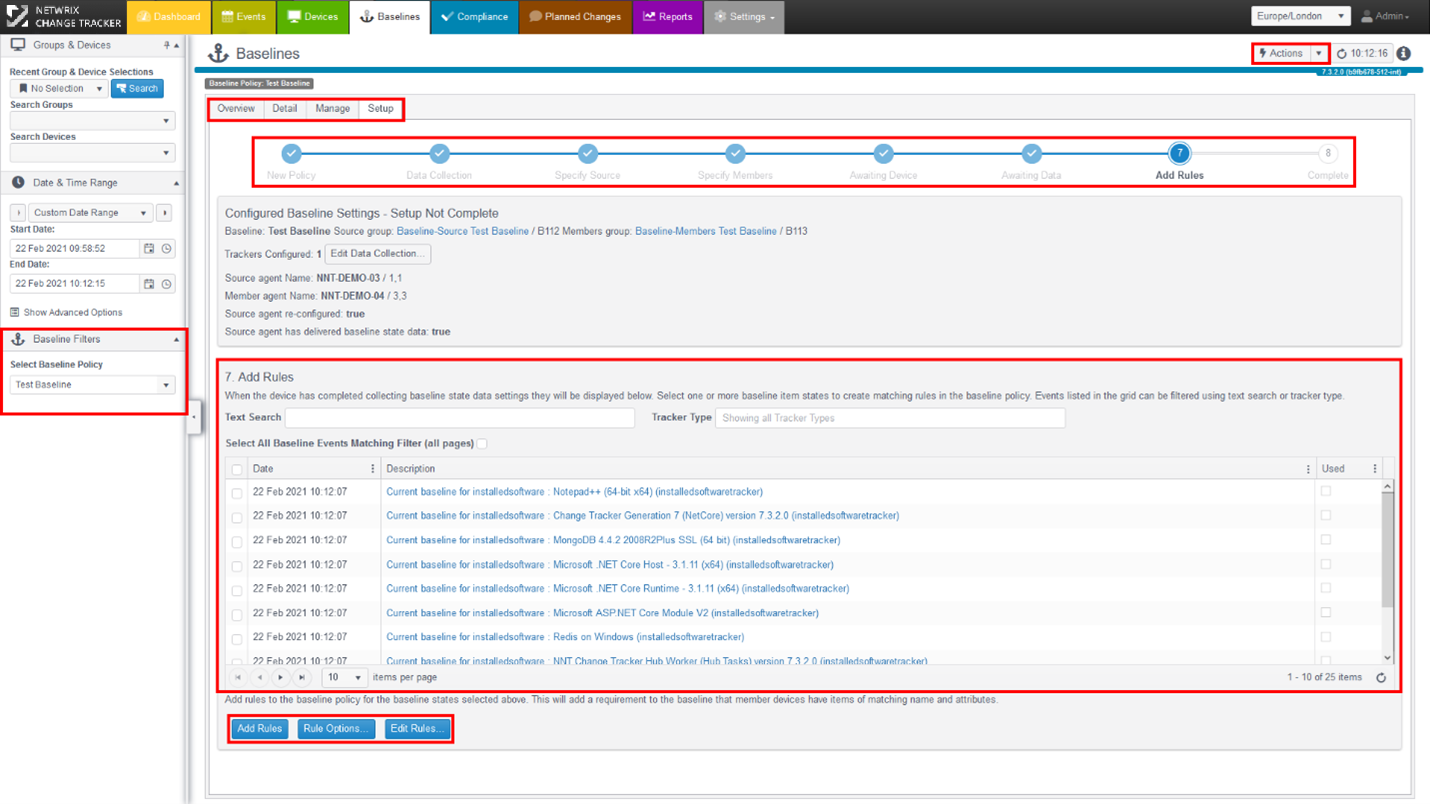 NETWRIX
CHANGE TRACKER
Dashboard
Events
Devices
Baselines
Compliance
Planned Changes
Reports
Settings
Europe/London
Admin
Groups & Devices
Recent Group & Device Selections
No Selection
Search
Search Groups
Search Devices
Date & Time Range
Custom Date Range
Start Date:
22 Feb 2021 09:58:52
End Date:
22 Feb 2021 10:12:15
Show Advanced Options
Baseline Filters
Select Baseline Policy
Test Baseline
Baselines
Actions
10:12:16
7.3.2.0 (b9fb678-512-int)
Baseline Policy: Test Baseline
Overview
Detail
Manage
Setup
7
8
New Policy
Data Collection
Specify Source
Specify Members
Awaiting Device
Awaiting Data
Add Rules
Complete
Configured Baseline Settings - Setup Not Complete
Baseline: Test Baseline Source group: Baseline-Source Test Baseline / B112 Members group: Baseline-Members Test Baseline / B113
Trackers Configured: 1 Edit Data Collection...
Source agent Name: NNT-DEMO-03 / 1,1
Member agent Name: NNT-DEMO-04 / 3,3
Source agent re-configured: true
Source agent has delivered baseline state data: true
7. Add Rules
When the device has completed collecting baseline state data settings they will be displayed below. Select one or more baseline item states to create matching rules in the baseline policy. Events listed in the grid can be filtered using text search or tracker type.
Text Search
Tracker Type Showing all Tracker Types
Select All Baseline Events Matching Filter (all pages)
Date Description Used
22 Feb 2021 10:12:07 Current baseline for installedsoftware : Notepad++ (64-bit x64) (installedsoftwaretracker)
22 Feb 2021 10:12:07 Current baseline for installedsoftware : Change Tracker Generation 7 (NetCore) version 7.3.2.0 (installedsoftwaretracker)
22 Feb 2021 10:12:07 Current baseline for installedsoftware : MongoDB 4.4.2 2008R2Plus SSL (64 bit) (installedsoftwaretracker)
22 Feb 2021 10:12:07 Current baseline for installedsoftware : Microsoft .NET Core Host - 3.1.11 (x64) (installedsoftwaretracker)
22 Feb 2021 10:12:07 Current baseline for installedsoftware : Microsoft .NET Core Runtime - 3.1.11 (x64) (installedsoftwaretracker)
22 Feb 2021 10:12:07 Current baseline for installedsoftware : Microsoft ASP.NET Core Module V2 (installedsoftwaretracker)
22 Feb 2021 10:12:07 Current baseline for installedsoftware : Redis on Windows (installedsoftwaretracker)
22 Feb 2021 10:12:07 Current baseline for installedsoftware : NNT Change Tracker Hub Worker (Hub Tasks) version 7.3.2.0 (installedsoftwaretracker)
10 items per page
1 - 10 of 25 items
Add rules to the baseline policy for the baseline states selected above. This will add a requirement to the baseline that member devices have items of matching name and attributes.
Add Rules
Rule Options...
Edit Rules...